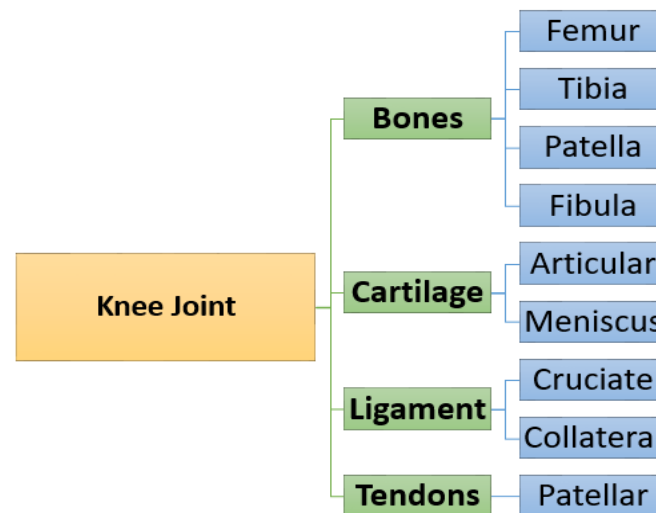 Knee Joint
Bones
Femur
Tibia
Patella
Fibula
Cartilage
Articular
Meniscus
Ligament
Cruciate
Collatera
Tendons
Patellar